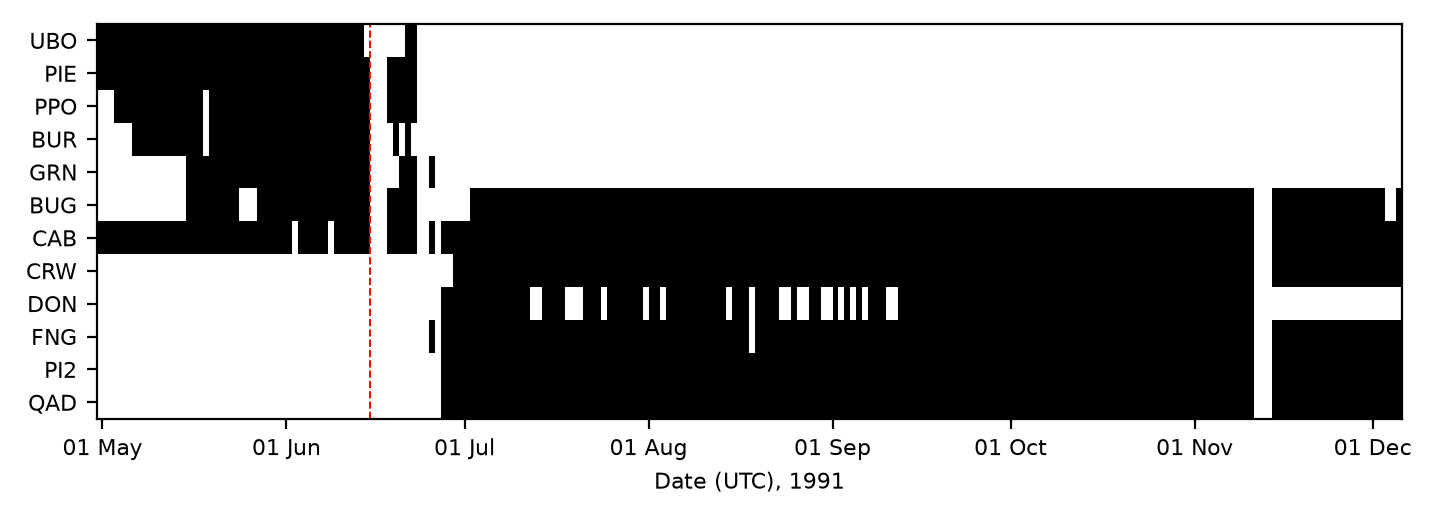 UBO
PIE
PPO
BUR
GRN
BUG
CAB
CRW
DON
FNG
PI2
QAD
01 May 01 Jun 01 Jul 01 Aug 01 Sep 01 Oct 01 Nov 01 Dec
Date (UTC), 1991